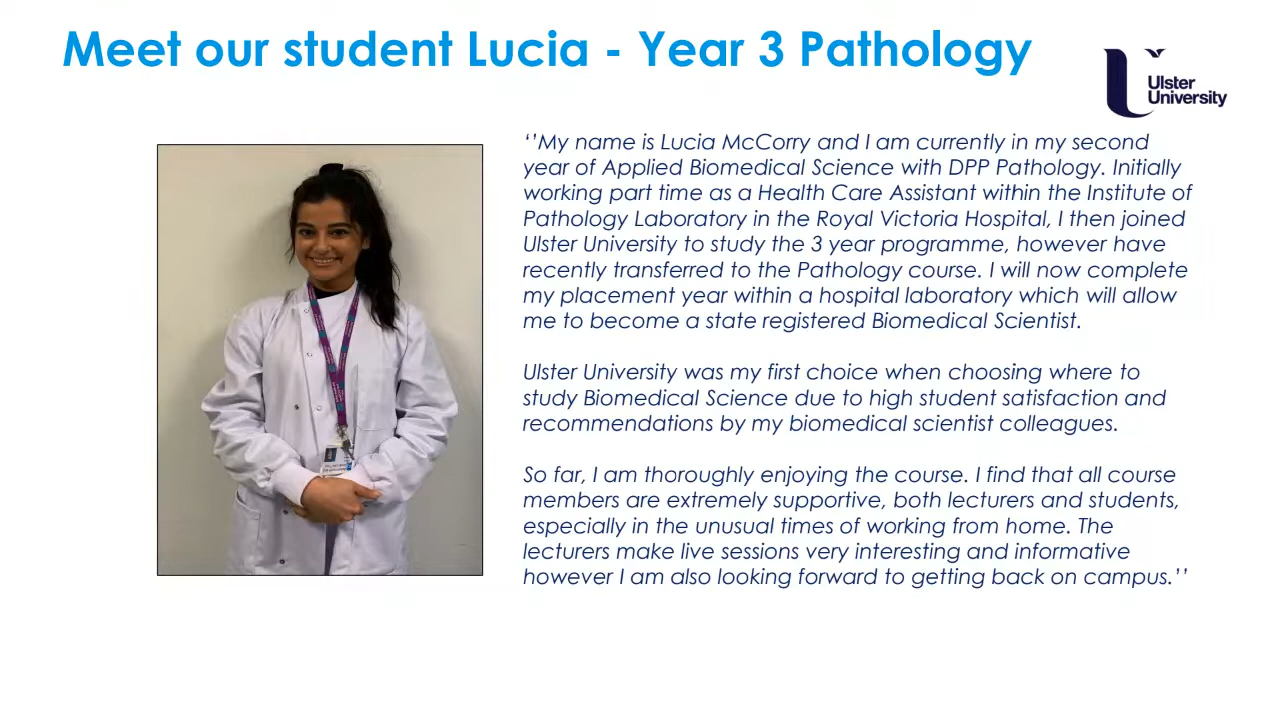 Meet our student Lucia - Year 3 Pathology
Ulster
University
‘’My name is Lucia McCorry and I am currently in my second
year of Applied Biomedical Science with DPP Pathology. Initially
working part time as a Health Care Assistant within the Institute of
Pathology Laboratory in the Royal Victoria Hospital, I then joined
Ulster University to study the 3 year programme, however have
recently transferred to the Pathology course. I will now complete
my placement year within a hospital laboratory which will allow
me to become a state registered Biomedical Scientist.
Ulster University was my first choice when choosing where to
study Biomedical Science due to high student satisfaction and
recommendations by my biomedical scientist colleagues.
So far, I am thoroughly enjoying the course. I find that all course
members are extremely supportive, both lecturers and students,
especially in the unusual times of working from home. The
lecturers make live sessions very interesting and informative
however I am also looking forward to getting back on campus.’’